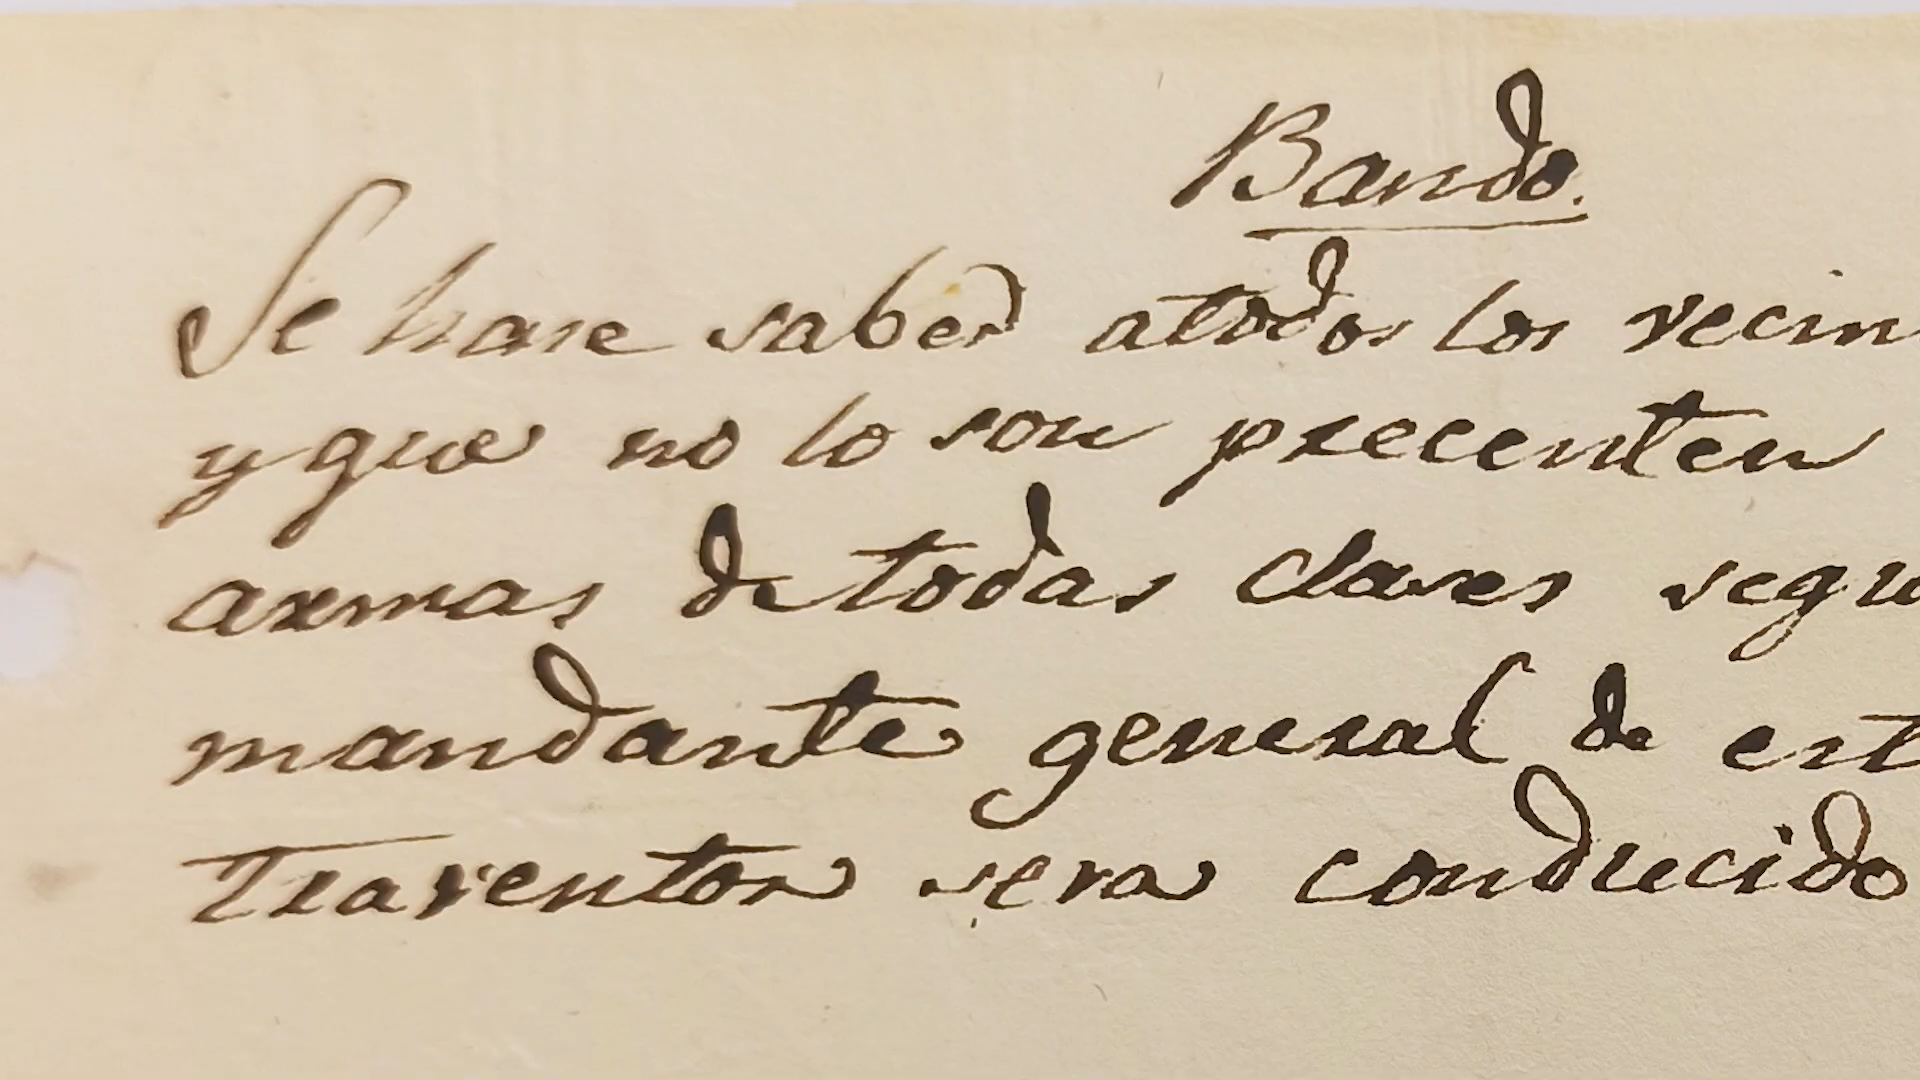 Bando.
Se hase saber atodos los vecin
y que no lo son precenten
armas de todas clases segu
mandante general de est
Traventor sera conducido